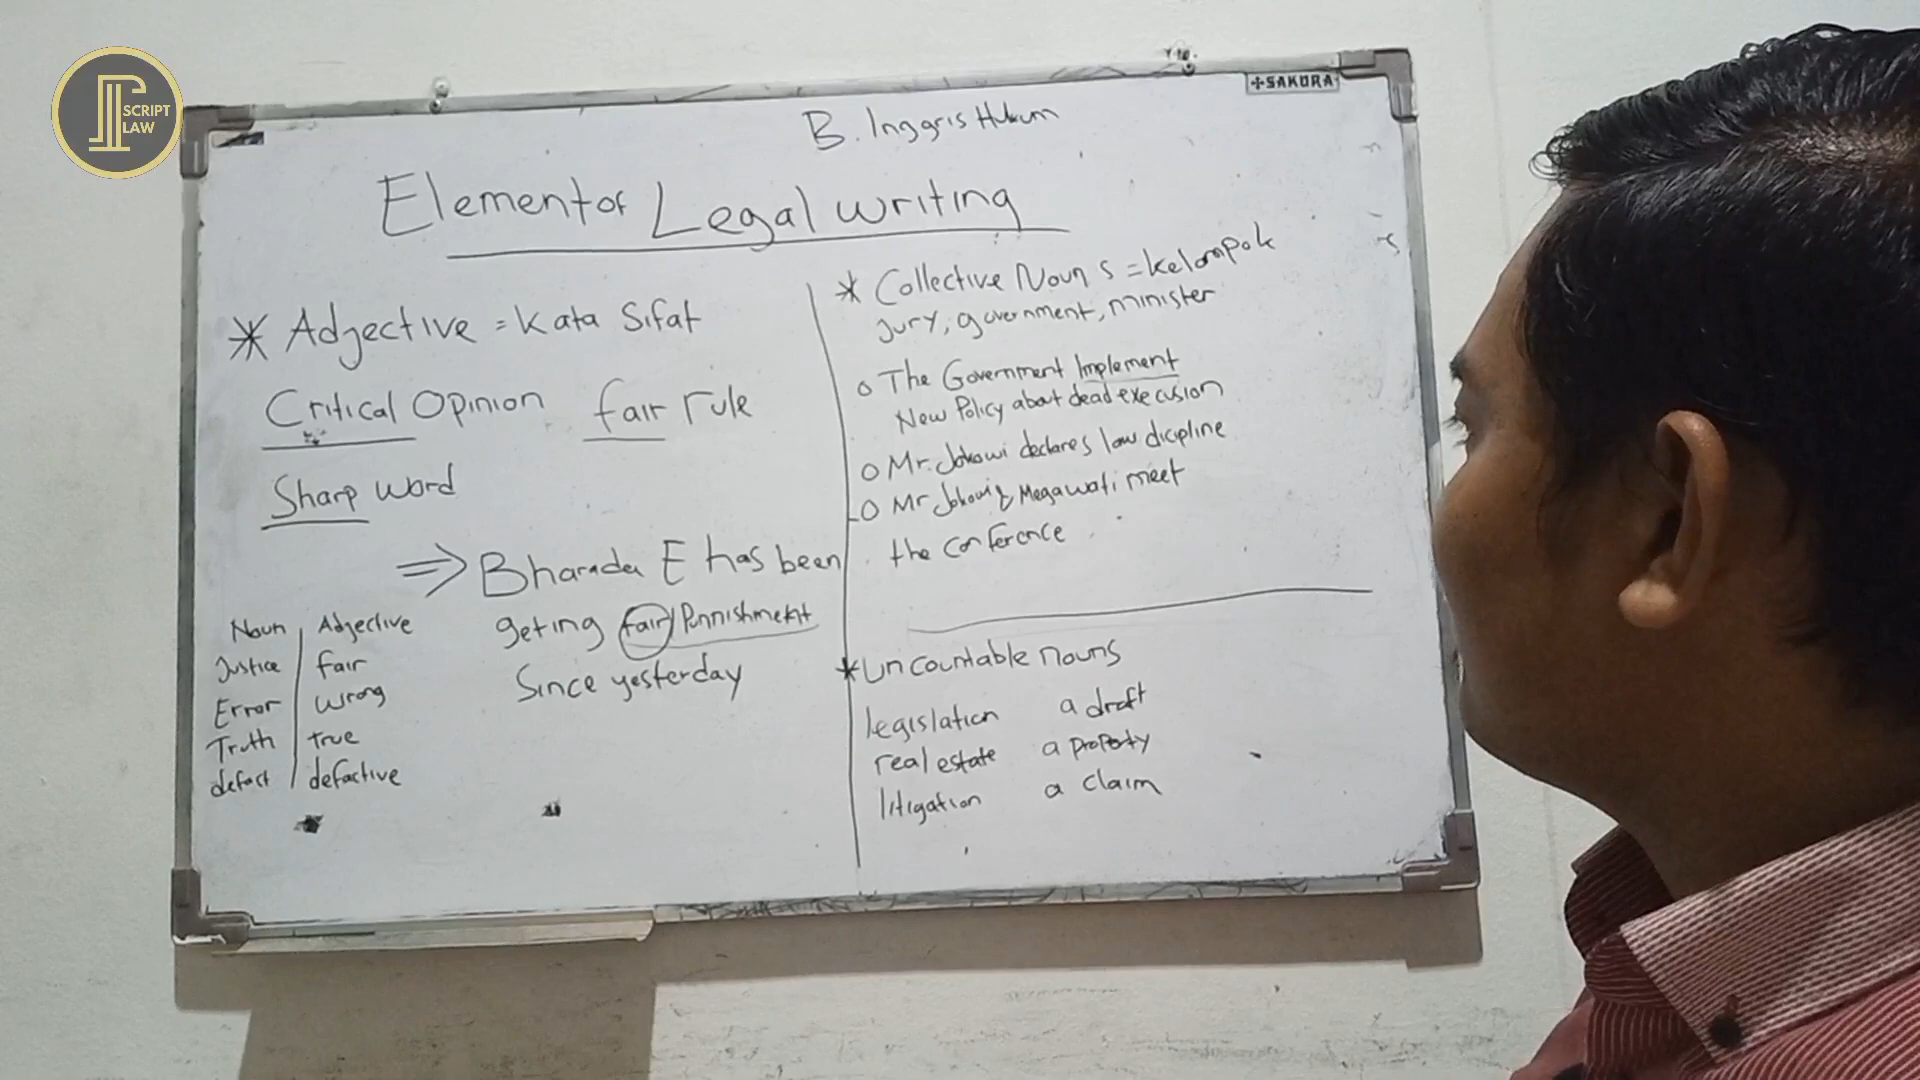 SCRIPT
LAW
SAKURA
B. Inggris Hukum
Element of Legal writing
* Adjective = Kata Sifat
Critical Opinion fair rule
Sharp word
⇒ Bharada E has been
geting fair Punnishment
Since yesterday
Noun | Adjective
Justice | fair
Error | wrong
Truth | true
defect | defective
* Collective Nouns = Kelompok
Jury, government, minister
o The Government Implement
New Policy about dead execusion
o Mr. Jokowi declares law dicipline
o Mr Jokowi & Megawati meet
the conference
* Uncountable nouns
legislation a draft
real estate a property
litigation a claim